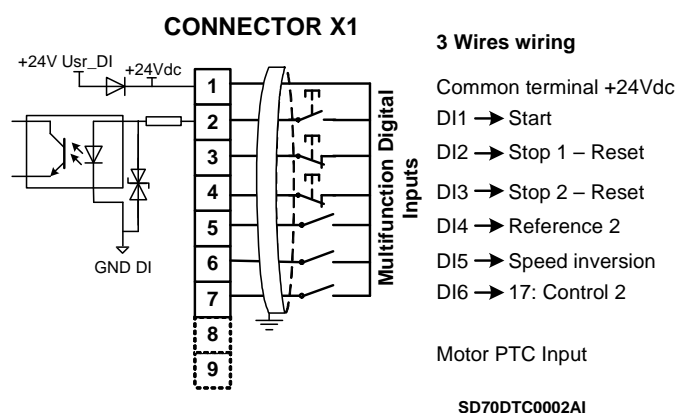 CONNECTOR X1
3 Wires wiring
+24V Usr_DI
+24Vdc
1
Common terminal +24Vdc
2
DI1 → Start
3
DI2 → Stop 1 – Reset
4
DI3 → Stop 2 – Reset
5
DI4 → Reference 2
6
DI5 → Speed inversion
7
DI6 → 17: Control 2
8
9
Motor PTC Input
GND DI
Multifunction Digital
Inputs
SD70DTC0002AI